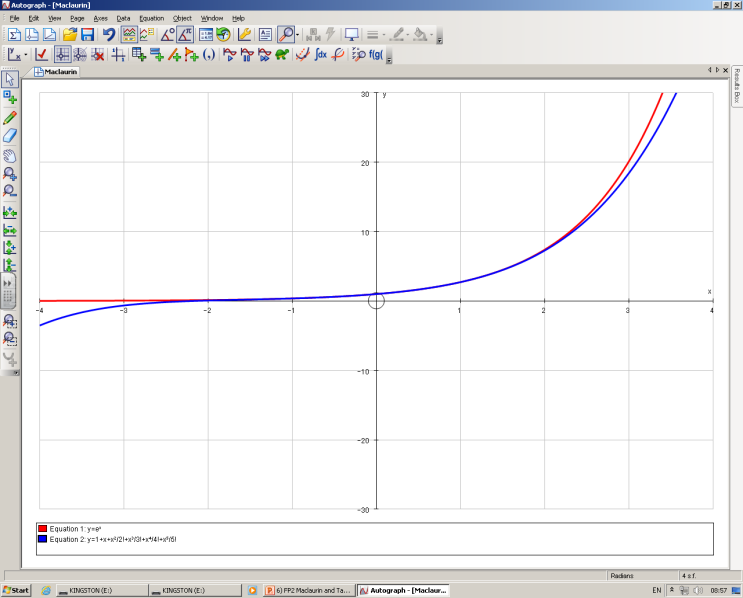 Autograph - [Maclaurin]
File Edit View Page Axes Data Equation Object Window Help
∫dx f(g(
Maclaurin
Results Box
30 y
20
10
x
-4 -3 -2 -1 1 2 3 4
-10
-20
-30
Equation 1: y=eˣ
Equation 2: y=1+x+x²/2!+x³/3!+x⁴/4!+x⁵/5!
Radians 4 s.f.
Start KINGSTON (E:) KINGSTON (E:) 6) FP2 Maclaurin and Ta... Autograph - [Maclaur... EN 08:57